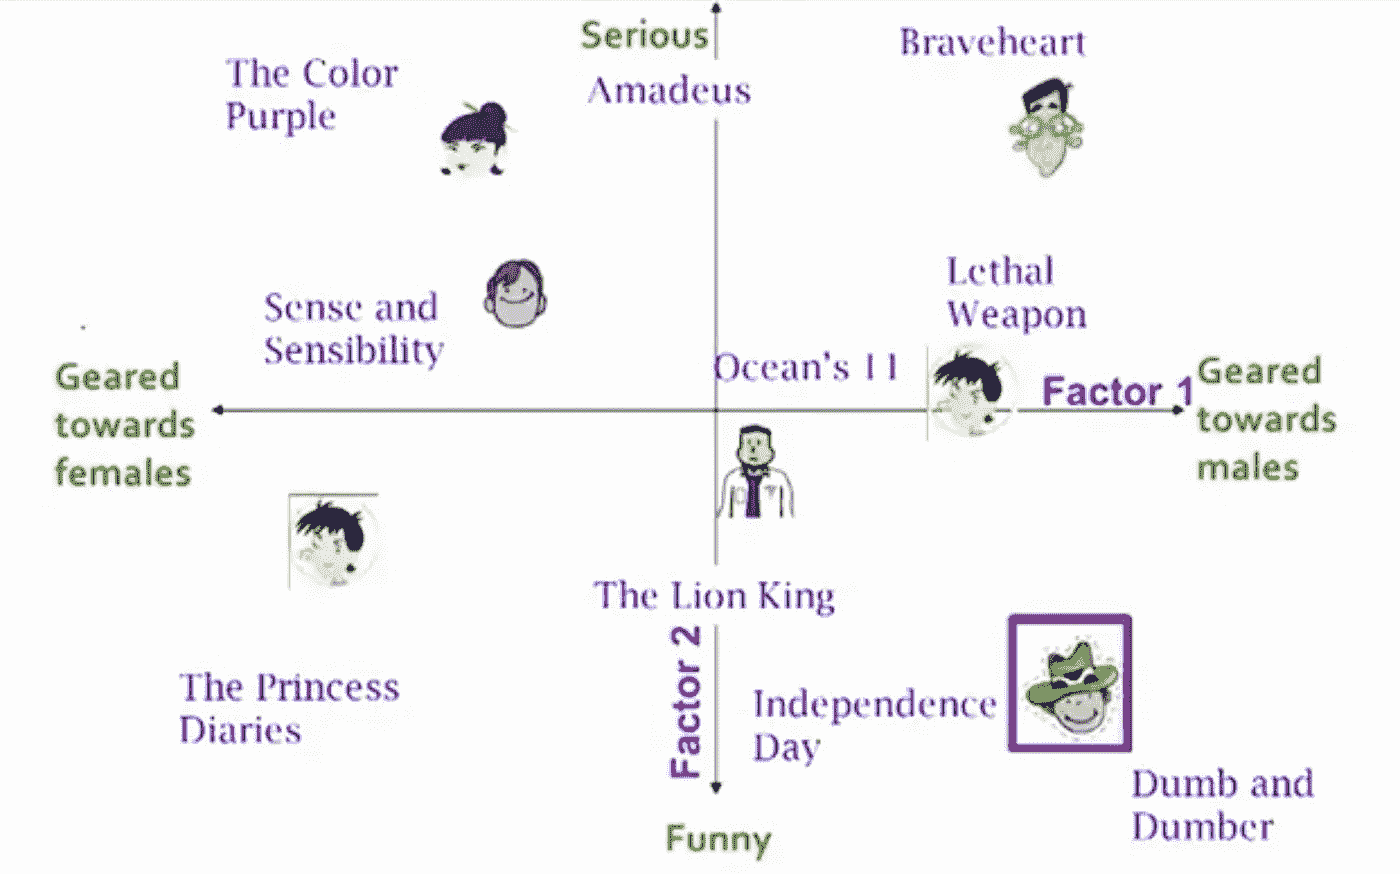 Serious
Braveheart
The Color
Purple
Amadeus
Lethal
Weapon
Sense and
Sensibility
Ocean's 11
Geared
towards
females
Factor 1
Geared
towards
males
The Lion King
Factor 2
The Princess
Diaries
Independence
Day
Dumb and
Dumber
Funny